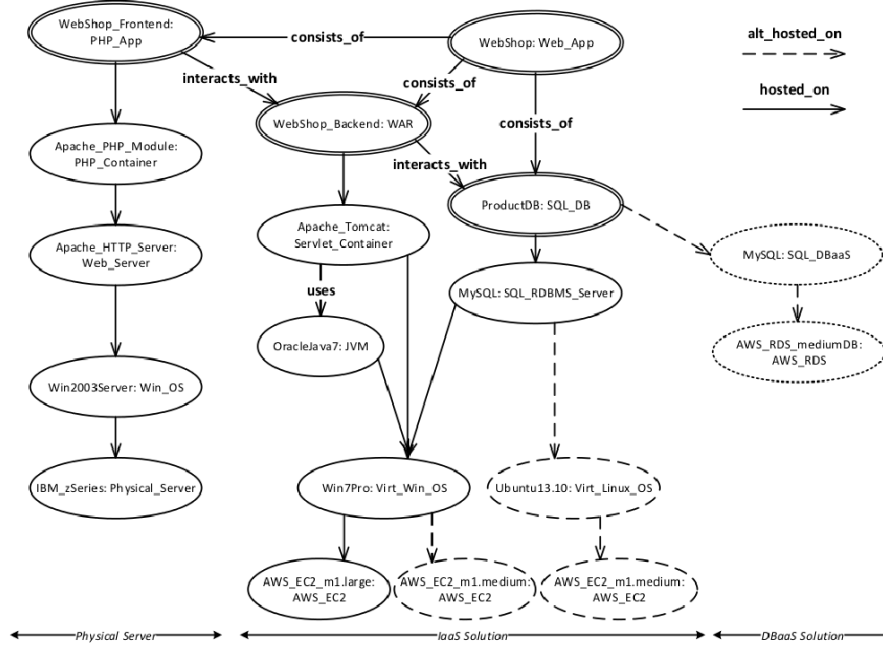 WebShop_Frontend:
PHP_App
consists_of
WebShop: Web_App
alt_hosted_on
interacts_with
consists_of
hosted_on
WebShop_Backend: WAR
consists_of
Apache_PHP_Module:
PHP_Container
interacts_with
ProductDB: SQL_DB
Apache_Tomcat:
Servlet_Container
Apache_HTTP_Server:
Web_Server
MySQL: SQL_DBaaS
uses
MySQL: SQL_RDBMS_Server
OracleJava7: JVM
AWS_RDS_mediumDB:
AWS_RDS
Win2003Server: Win_OS
IBM_zSeries: Physical_Server
Win7Pro: Virt_Win_OS
Ubuntu13.10: Virt_Linux_OS
AWS_EC2_m1.large:
AWS_EC2
AWS_EC2_m1.medium:
AWS_EC2
AWS_EC2_m1.medium:
AWS_EC2
Physical Server
IaaS Solution
DBaaS Solution